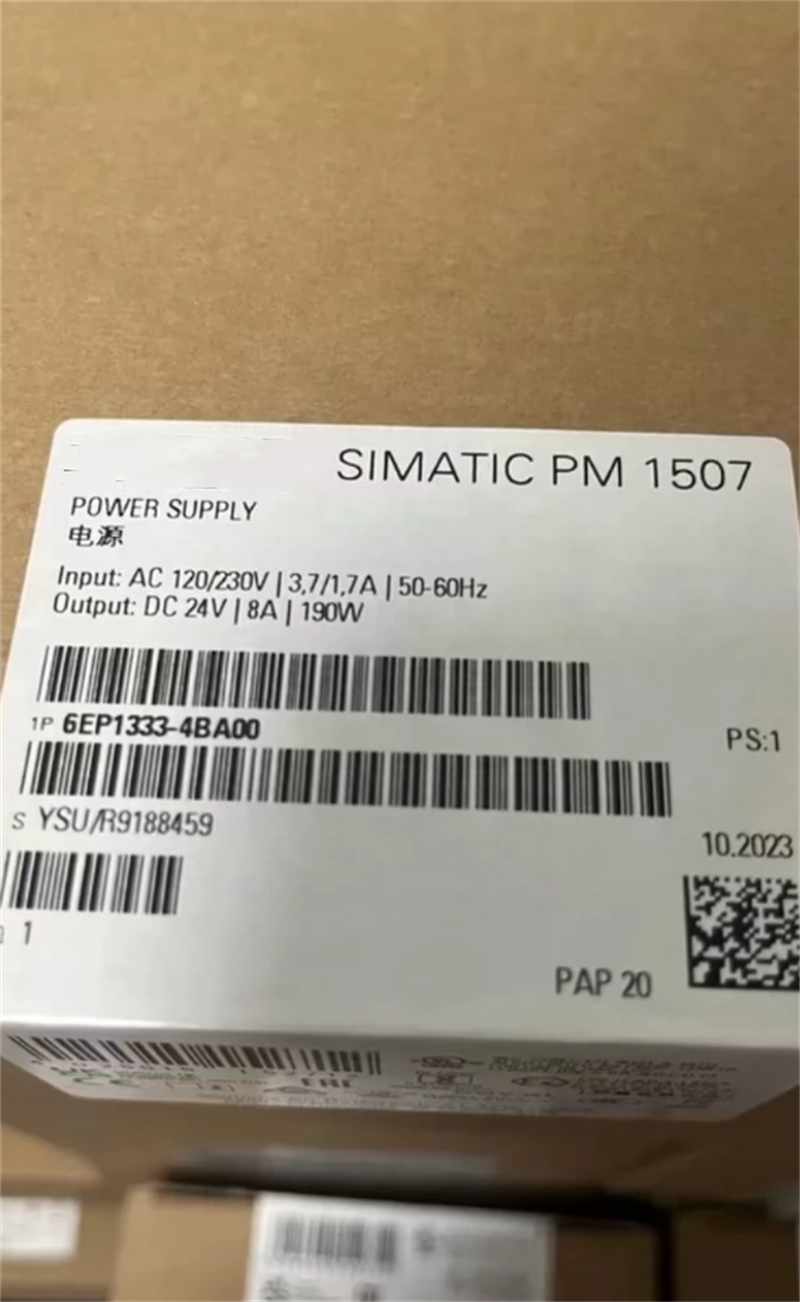 SIMATIC PM 1507
POWER SUPPLY
电源
Input: AC 120/230V | 3,7/1,7A | 50-60Hz
Output: DC 24V | 8A | 190W
1P 6EP1333-4BA00
PS:1
S YSU/R9188459
10.2023
1
PAP 20
EAC